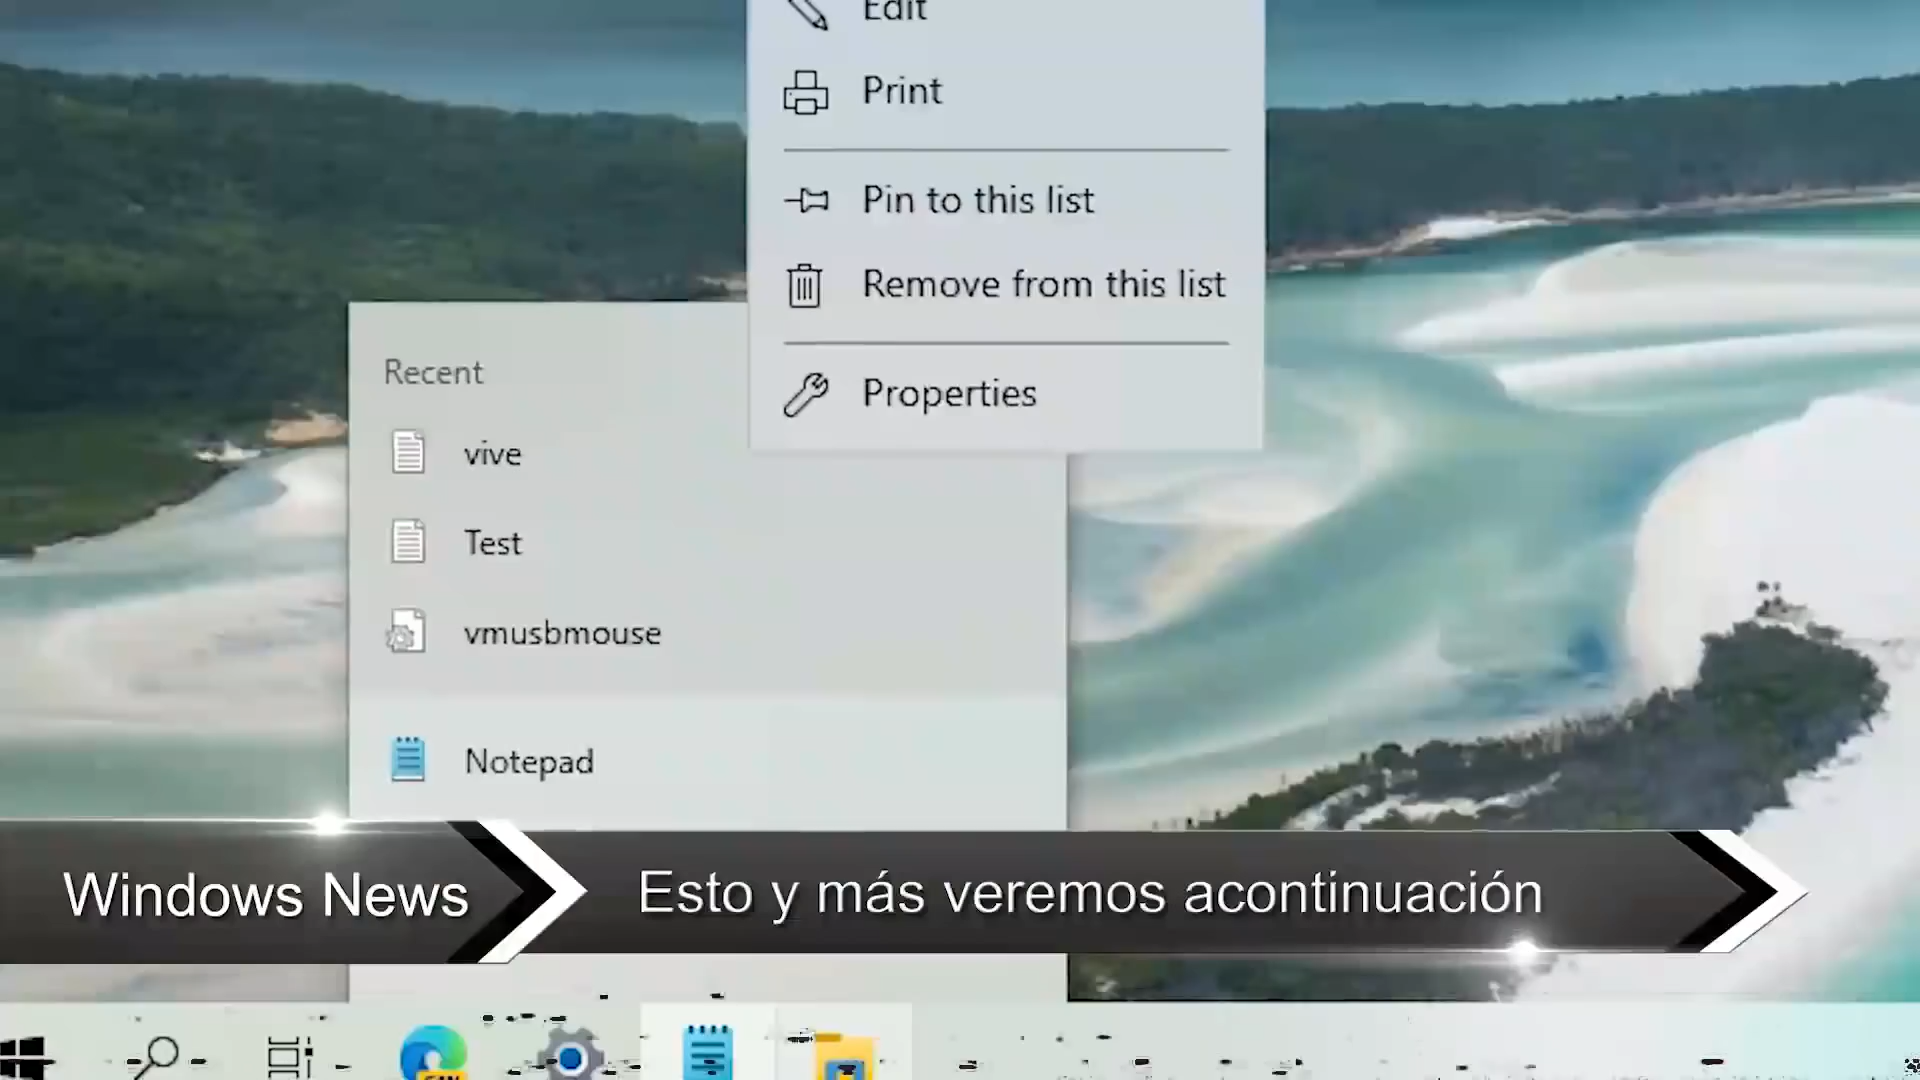 Edit
Print
Pin to this list
Remove from this list
Properties
Recent
vive
Test
vmusbmouse
Notepad
Windows News
Esto y más veremos acontinuación